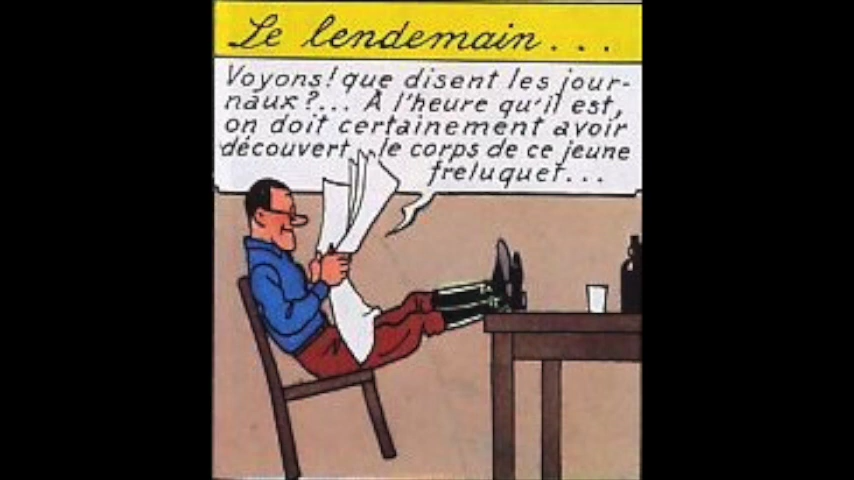 Le lendemain...
Voyons! que disent les jour-
naux?... A l'heure qu'il est,
on doit certainement avoir
découvert le corps de ce jeune
freluquet...